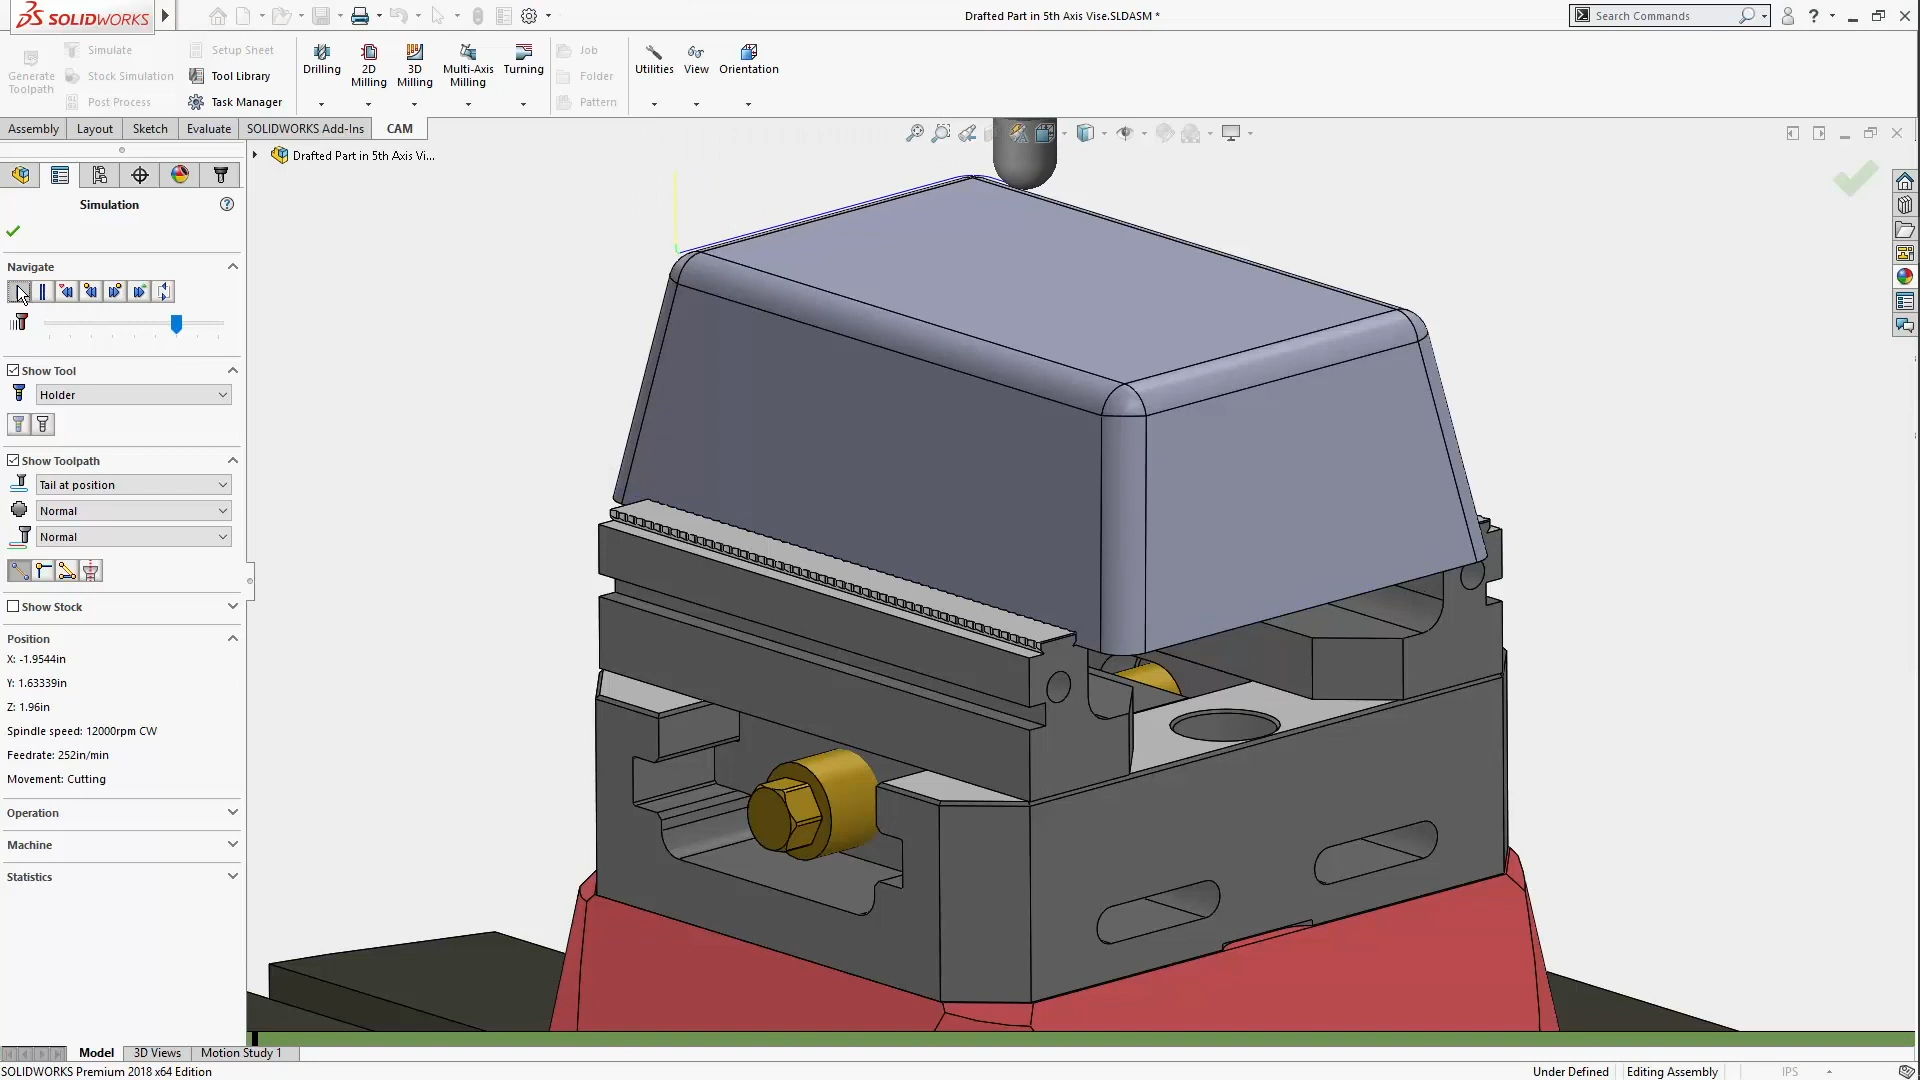 SOLIDWORKS
Drafted Part in 5th Axis Vise.SLDASM *
Search Commands
?
Generate Toolpath
Simulate
Stock Simulation
Post Process
Setup Sheet
Tool Library
Task Manager
Drilling
2D Milling
3D Milling
Multi-Axis Milling
Turning
Job
Folder
Pattern
Utilities
View
Orientation
Assembly
Layout
Sketch
Evaluate
SOLIDWORKS Add-Ins
CAM
Drafted Part in 5th Axis Vi...
Simulation
?
Navigate
Show Tool
Holder
Show Toolpath
Tail at position
Normal
Normal
Show Stock
Position
X: -1.9544in
Y: 1.63339in
Z: 1.96in
Spindle speed: 12000rpm CW
Feedrate: 252in/min
Movement: Cutting
Operation
Machine
Statistics
Model
3D Views
Motion Study 1
SOLIDWORKS Premium 2018 x64 Edition
Under Defined
Editing Assembly
IPS